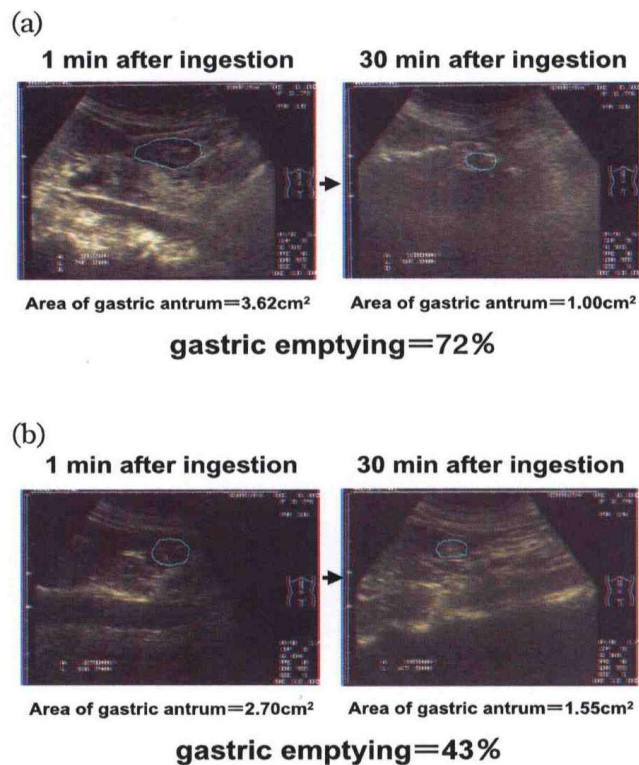 (a)
1 min after ingestion 30 min after ingestion
Area of gastric antrum=3.62cm² Area of gastric antrum=1.00cm²
gastric emptying=72%
(b)
1 min after ingestion 30 min after ingestion
Area of gastric antrum=2.70cm² Area of gastric antrum=1.55cm²
gastric emptying=43%